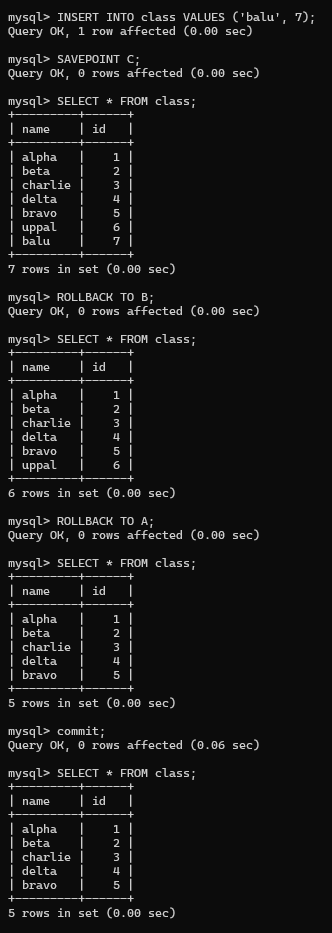 mysql> INSERT INTO class VALUES ('balu', 7);
Query OK, 1 row affected (0.00 sec)

mysql> SAVEPOINT C;
Query OK, 0 rows affected (0.00 sec)

mysql> SELECT * FROM class;
+---------+------+
| name    | id   |
+---------+------+
| alpha   |    1 |
| beta    |    2 |
| charlie |    3 |
| delta   |    4 |
| bravo   |    5 |
| uppal   |    6 |
| balu    |    7 |
+---------+------+
7 rows in set (0.00 sec)

mysql> ROLLBACK TO B;
Query OK, 0 rows affected (0.00 sec)

mysql> SELECT * FROM class;
+---------+------+
| name    | id   |
+---------+------+
| alpha   |    1 |
| beta    |    2 |
| charlie |    3 |
| delta   |    4 |
| bravo   |    5 |
| uppal   |    6 |
+---------+------+
6 rows in set (0.00 sec)

mysql> ROLLBACK TO A;
Query OK, 0 rows affected (0.00 sec)

mysql> SELECT * FROM class;
+---------+------+
| name    | id   |
+---------+------+
| alpha   |    1 |
| beta    |    2 |
| charlie |    3 |
| delta   |    4 |
| bravo   |    5 |
+---------+------+
5 rows in set (0.00 sec)

mysql> commit;
Query OK, 0 rows affected (0.06 sec)

mysql> SELECT * FROM class;
+---------+------+
| name    | id   |
+---------+------+
| alpha   |    1 |
| beta    |    2 |
| charlie |    3 |
| delta   |    4 |
| bravo   |    5 |
+---------+------+
5 rows in set (0.00 sec)